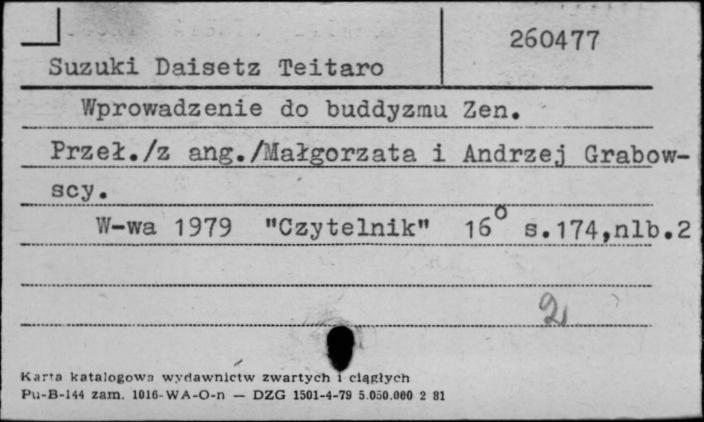 260477
Suzuki Daisetz Teitaro
Wprowadzenie do buddyzmu Zen.
Przeł./z ang./Małgorzata i Andrzej Grabow-
scy.
W-wa 1979 "Czytelnik" 16° s.174,nlb.2
2
Karta katalogowa wydawnictw zwartych i ciągłych
Pu-B-144 zam. 1016-WA-O-n — DZG 1501-4-79 5.050.000 2 81